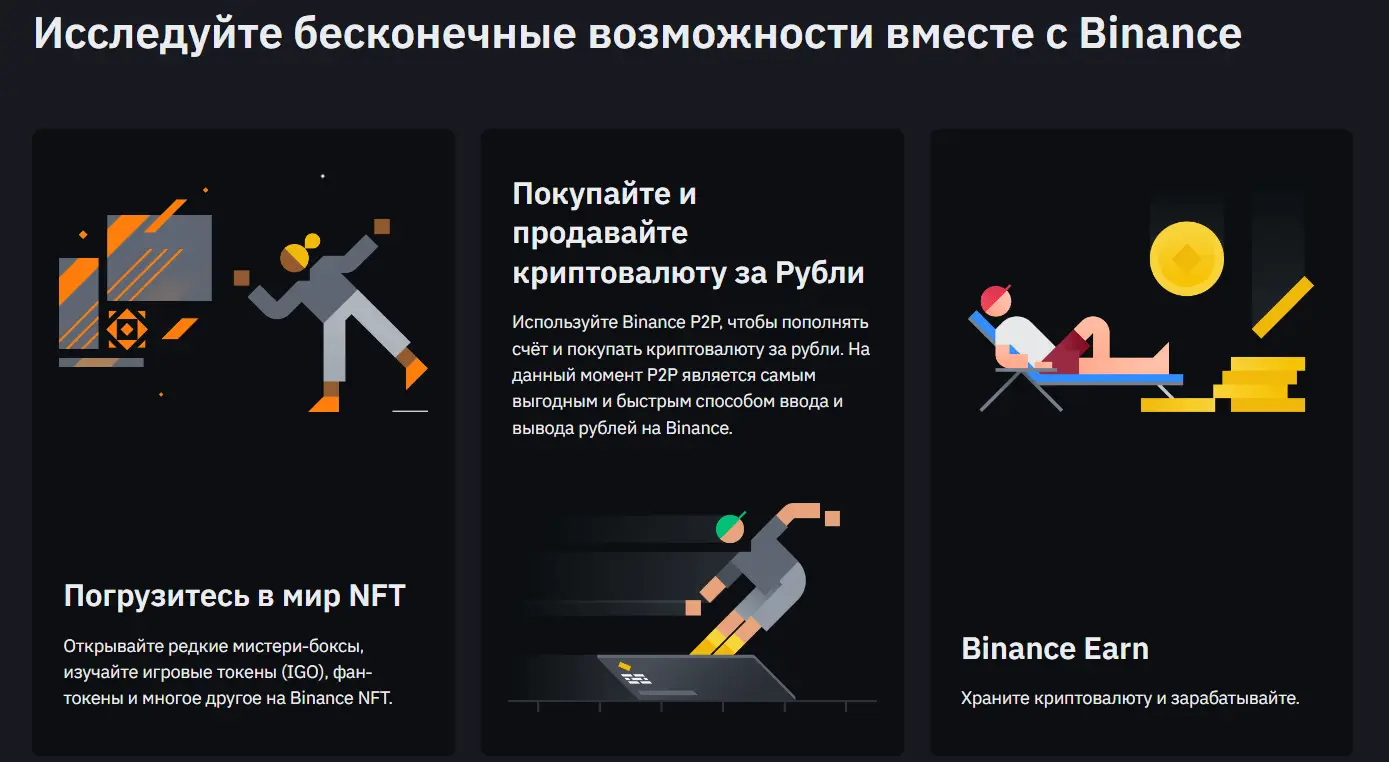 Исследуйте бесконечные возможности вместе с Binance
Погрузитесь в мир NFT
Открывайте редкие мистери-боксы,
изучайте игровые токены (IGO), фан-
токены и многое другое на Binance NFT.
Покупайте и
продавайте
криптовалюту за Рубли
Используйте Binance P2P, чтобы пополнять
счёт и покупать криптовалюту за рубли. На
данный момент P2P является самым
выгодным и быстрым способом ввода и
вывода рублей на Binance.
Binance Earn
Храните криптовалюту и зарабатывайте.